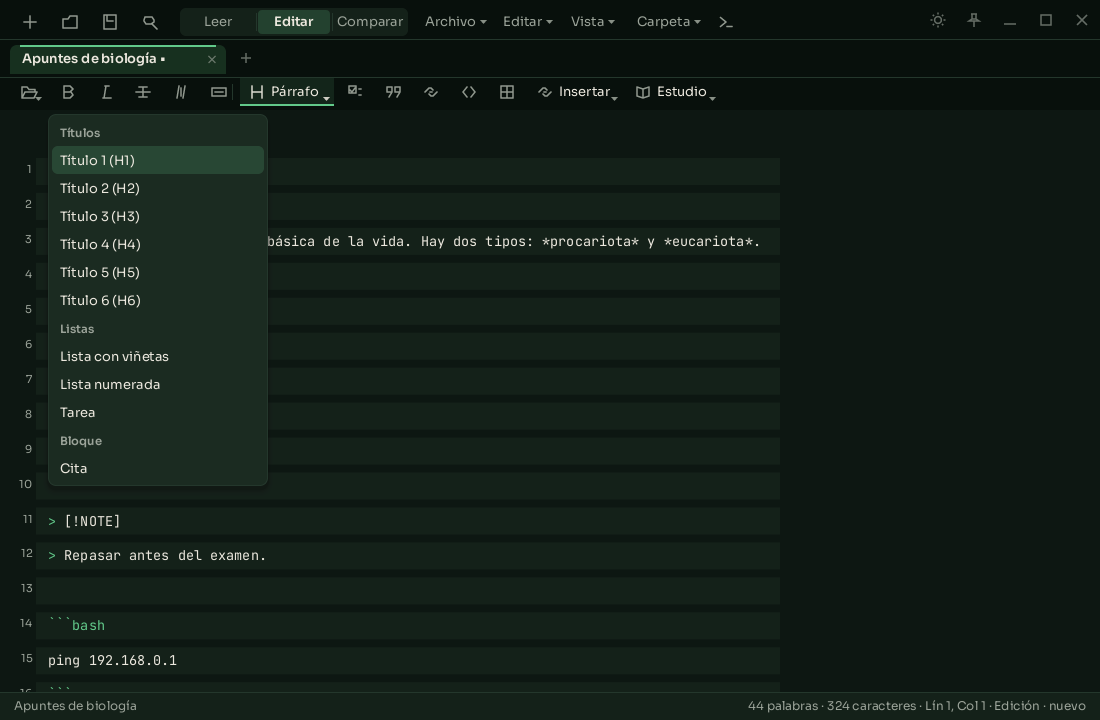 Leer Editar Comparar Archivo Editar Vista Carpeta
Apuntes de biología •
Párrafo Insertar Estudio
Títulos
Título 1 (H1)
Título 2 (H2)
Título 3 (H3)
Título 4 (H4)
Título 5 (H5)
Título 6 (H6)
Listas
Lista con viñetas
Lista numerada
Tarea
Bloque
Cita
1
2
3 básica de la vida. Hay dos tipos: *procariota* y *eucariota*.
4
5
6
7
8
9
10
11 > [!NOTE]
12 > Repasar antes del examen.
13
14 ```bash
15 ping 192.168.0.1
16 ```
Apuntes de biología
44 palabras · 324 caracteres · Lín 1, Col 1 · Edición · nuevo